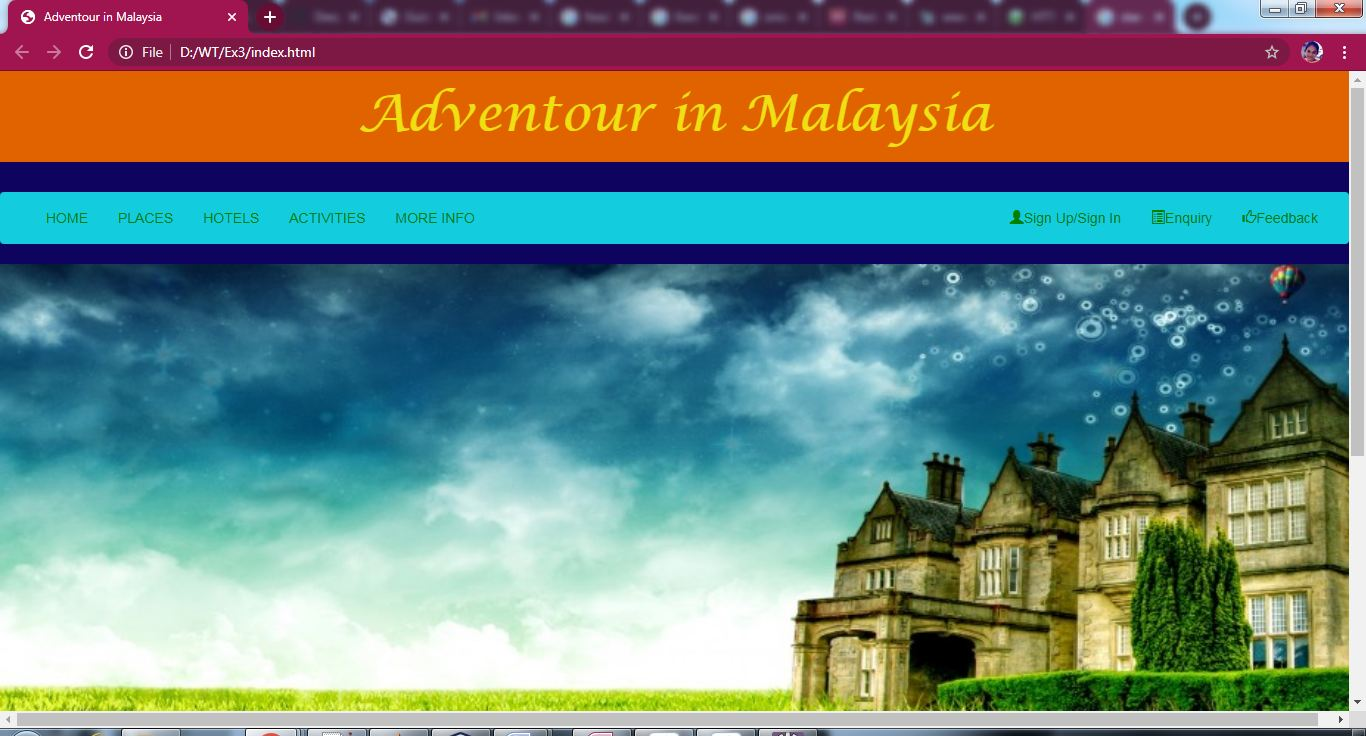 Adventour in Malaysia
File D:/WT/Ex3/index.html
Adventour in Malaysia
HOME PLACES HOTELS ACTIVITIES MORE INFO Sign Up/Sign In Enquiry Feedback